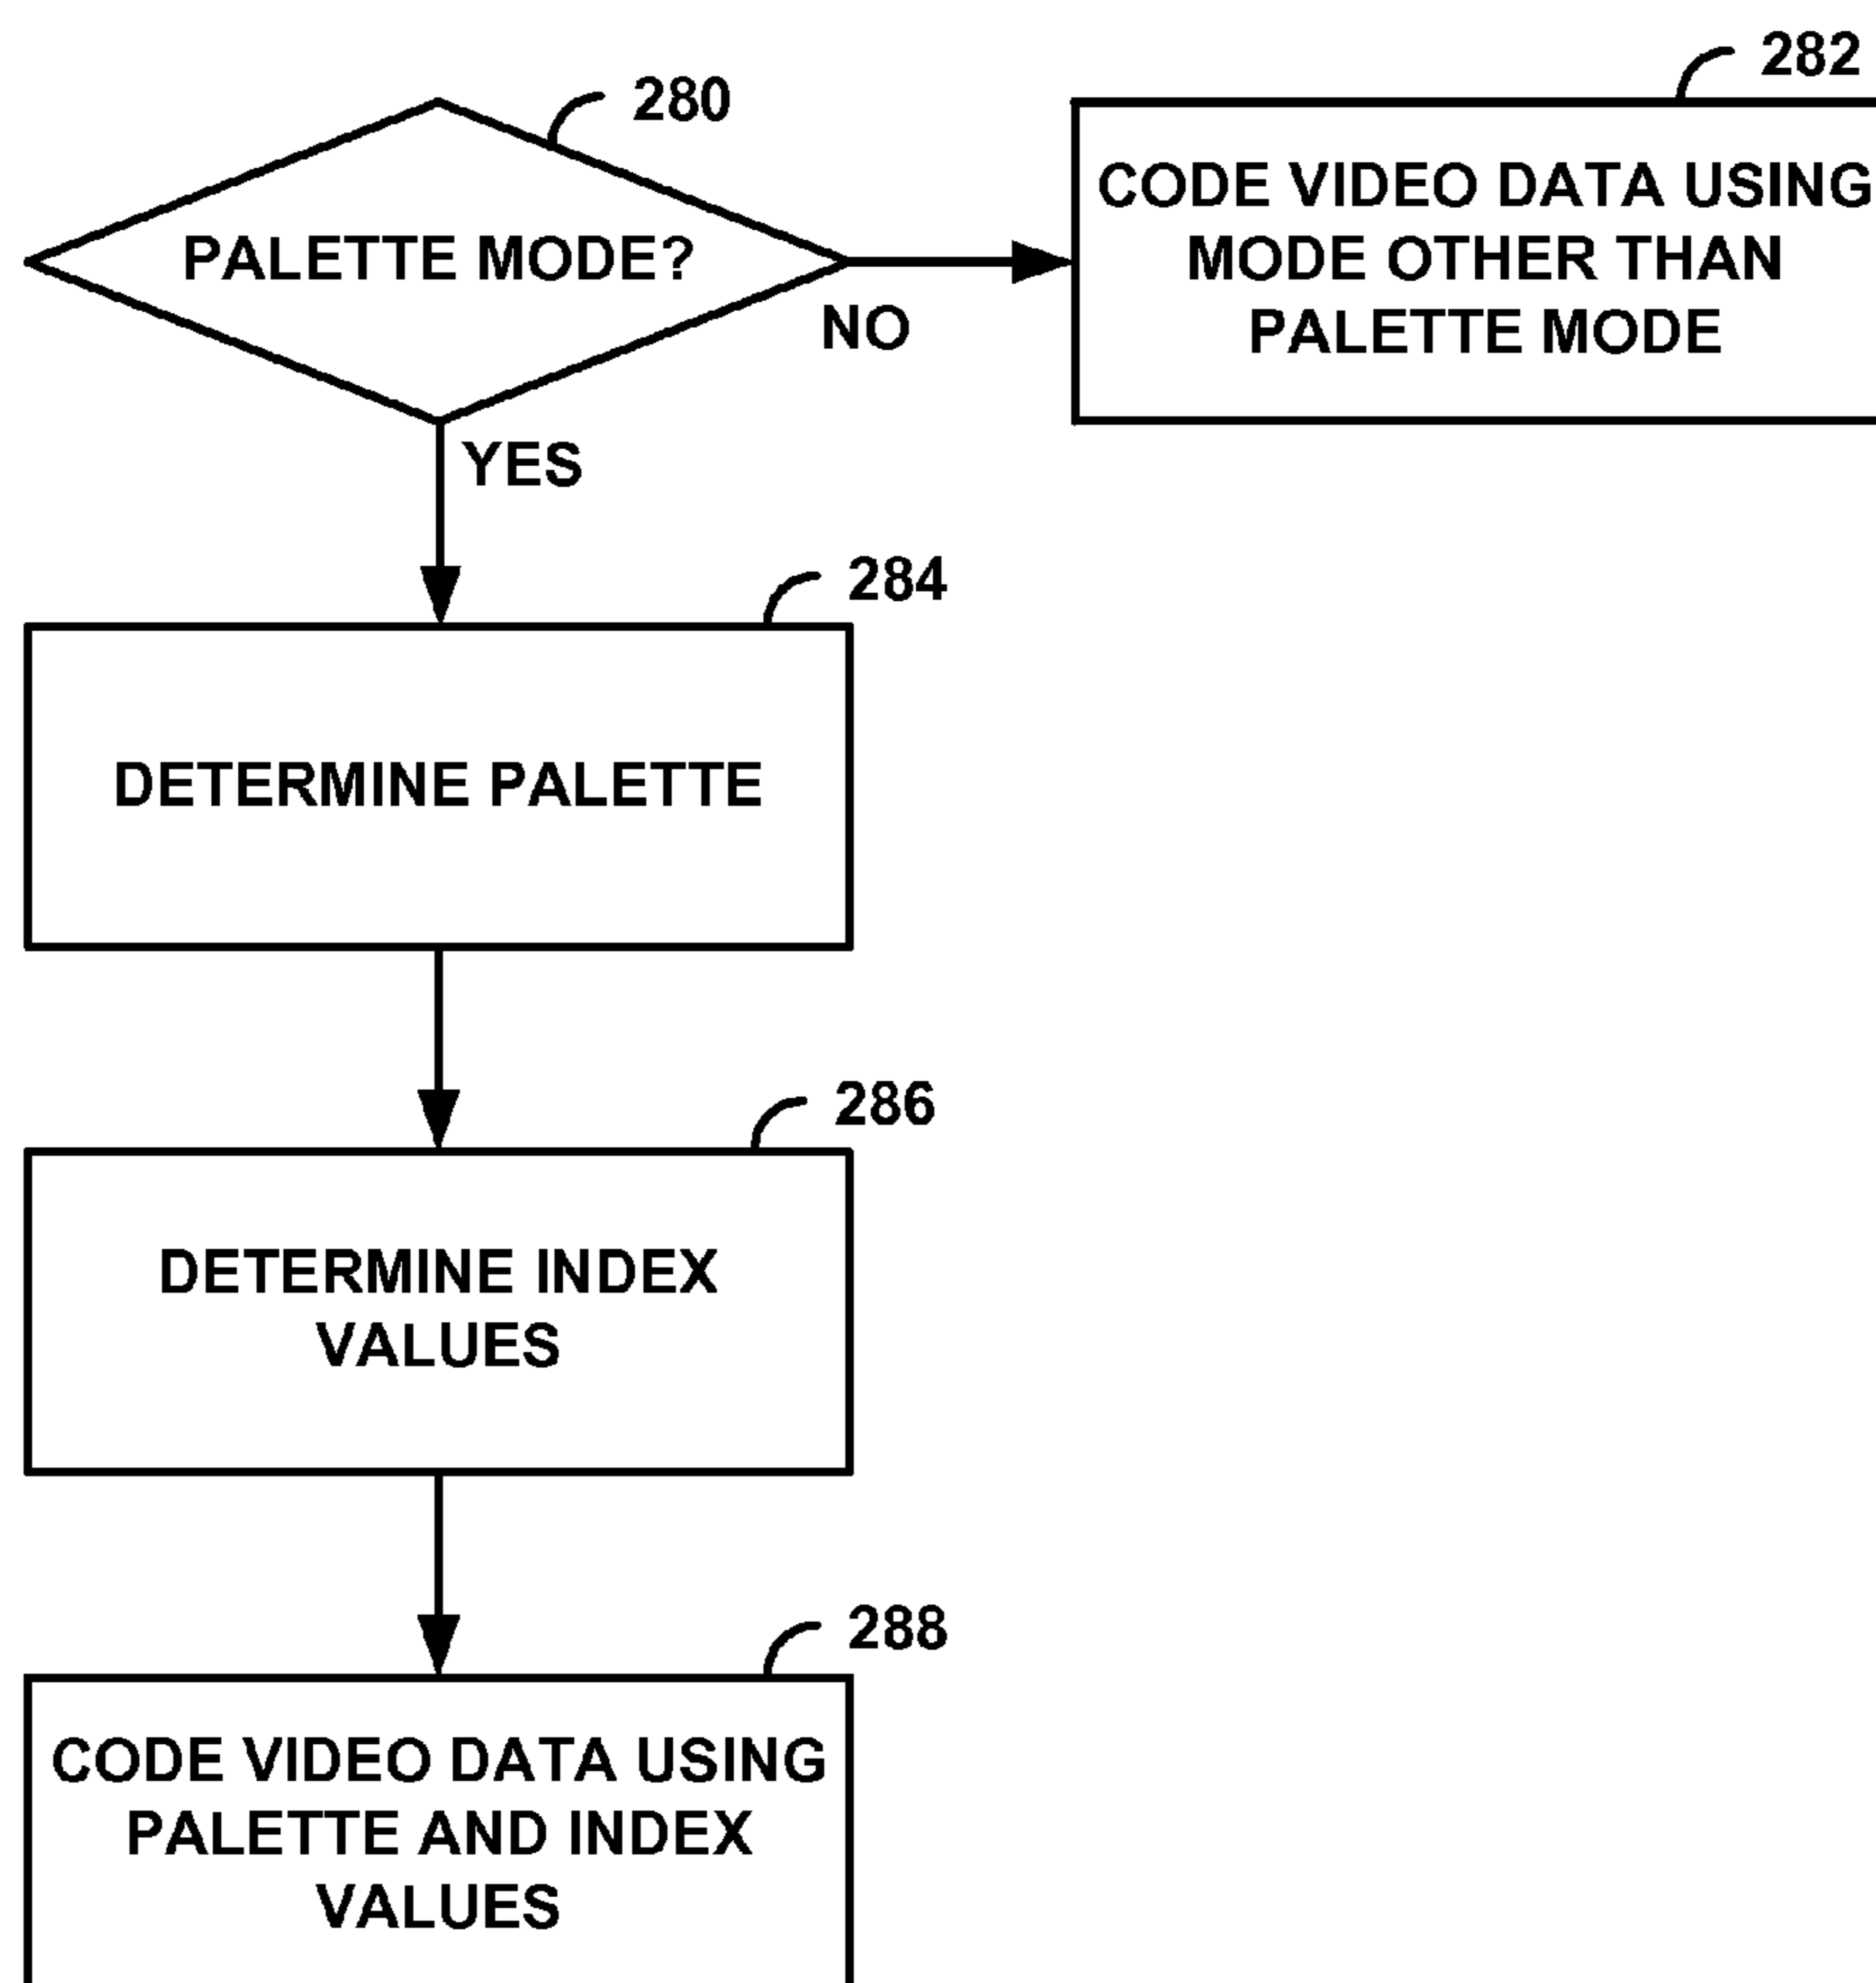 280
PALETTE MODE?
NO
YES
282
CODE VIDEO DATA USING
MODE OTHER THAN
PALETTE MODE
284
DETERMINE PALETTE
286
DETERMINE INDEX
VALUES
288
CODE VIDEO DATA USING
PALETTE AND INDEX
VALUES